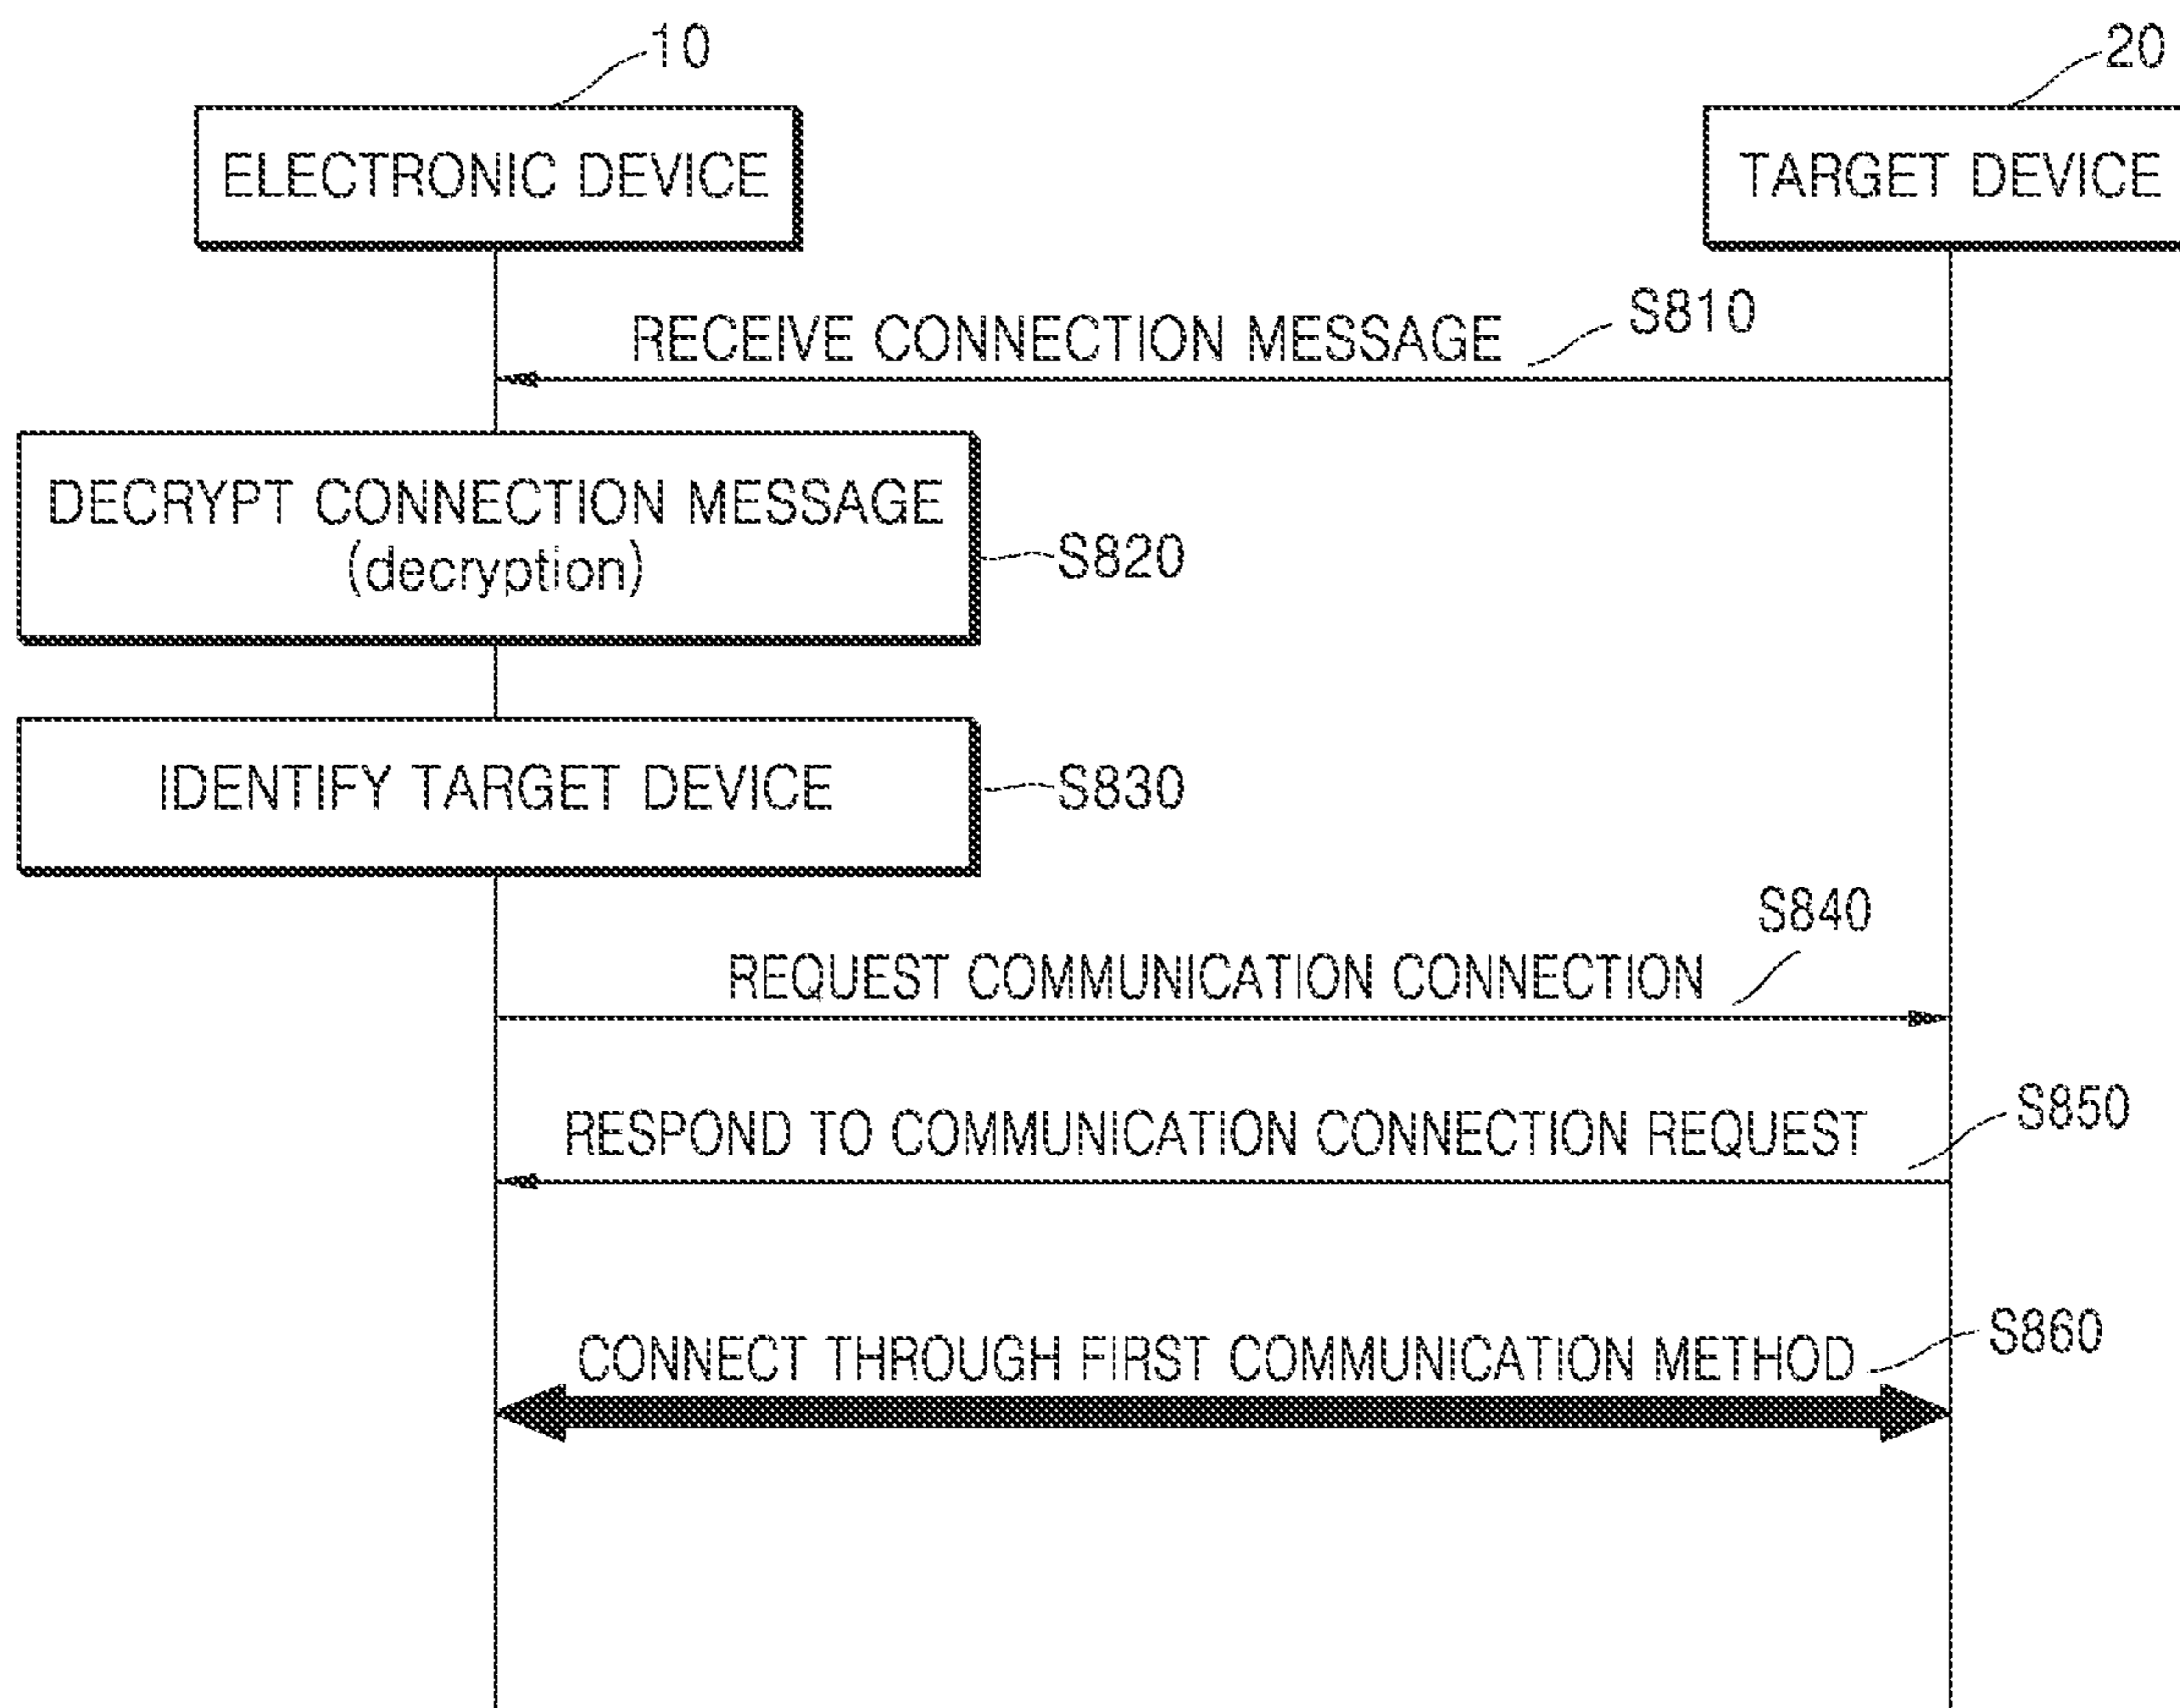 10
20
ELECTRONIC DEVICE
TARGET DEVICE
RECEIVE CONNECTION MESSAGE
S810
DECRYPT CONNECTION MESSAGE
(decryption)
S820
IDENTIFY TARGET DEVICE
S830
S840
REQUEST COMMUNICATION CONNECTION
RESPOND TO COMMUNICATION CONNECTION REQUEST
S850
CONNECT THROUGH FIRST COMMUNICATION METHOD
S860